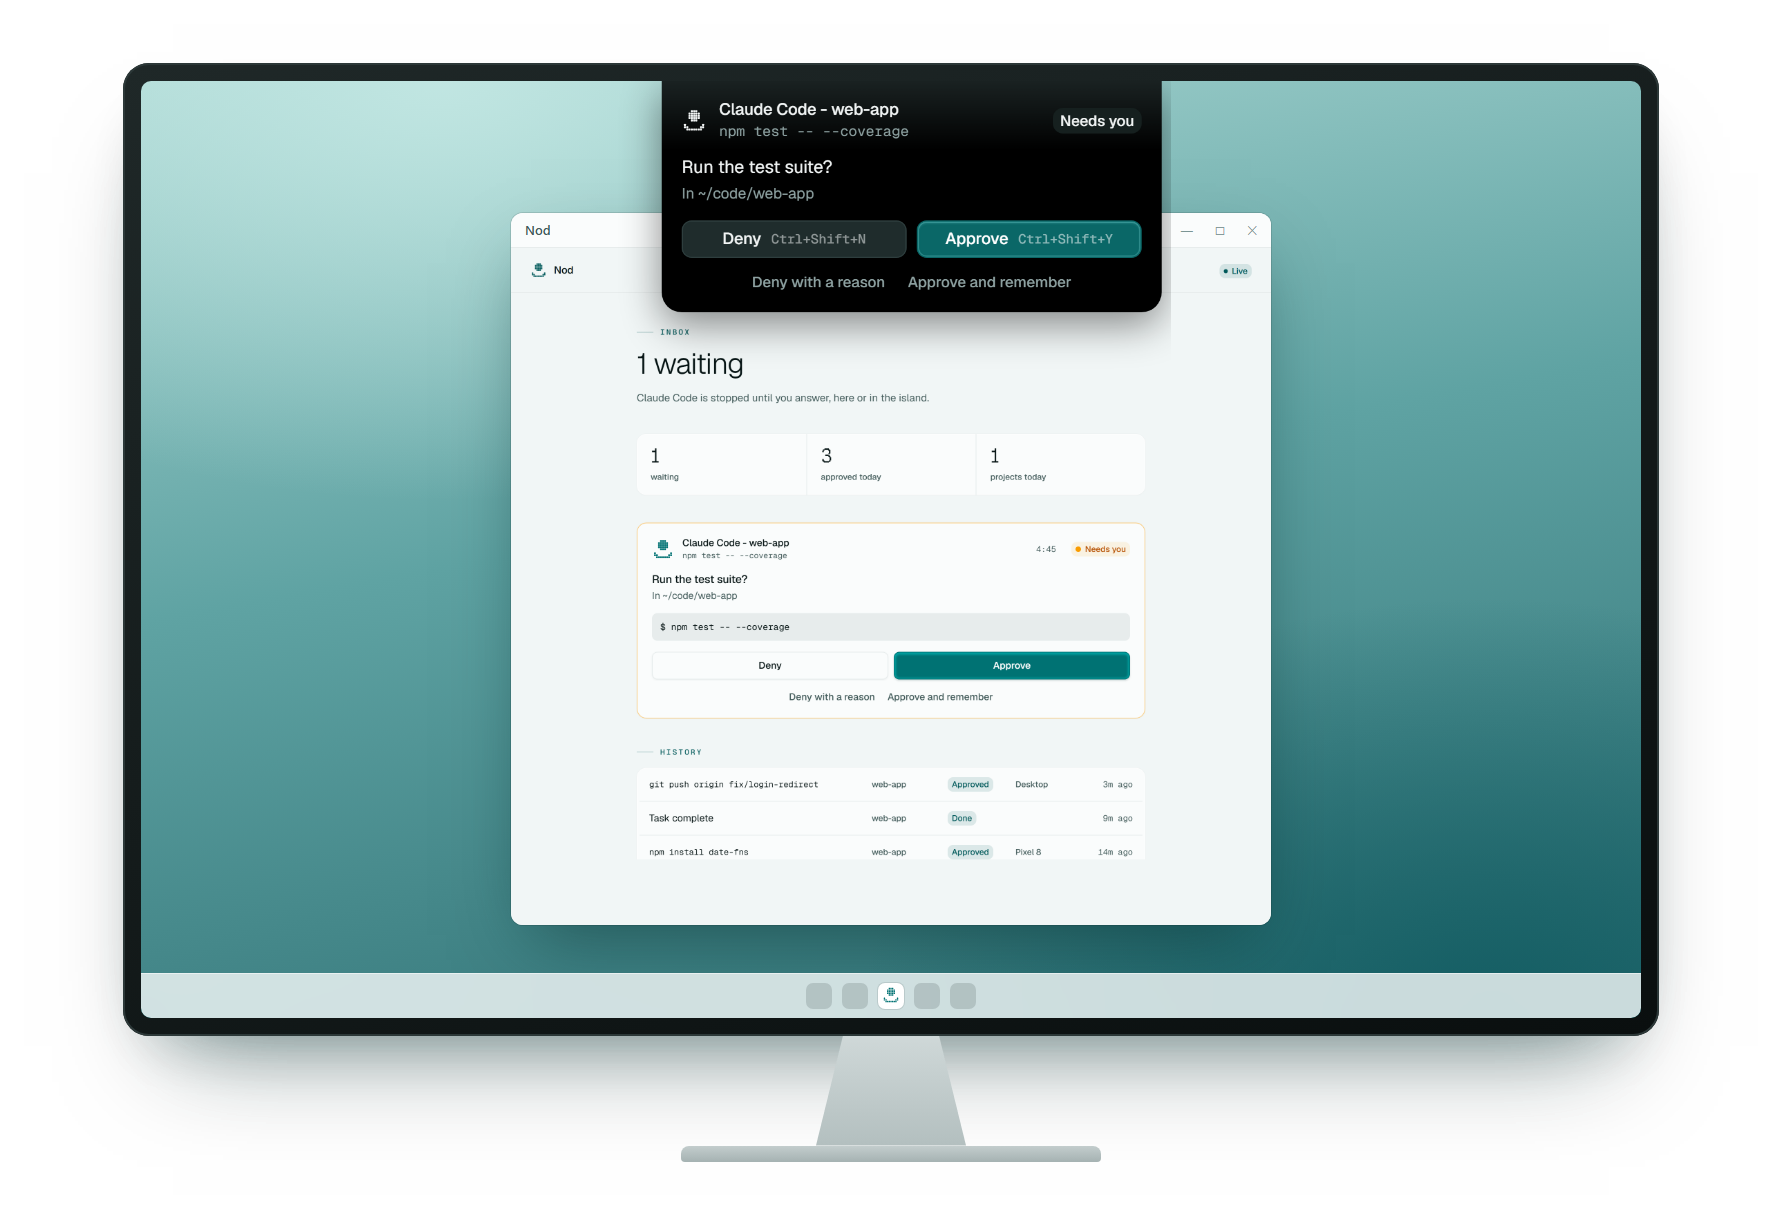 Claude Code - web-app
npm test -- --coverage
Needs you
Run the test suite?
In ~/code/web-app
Deny Ctrl+Shift+N
Approve Ctrl+Shift+Y
Deny with a reason
Approve and remember
Nod
Nod
Live
INBOX
1 waiting
Claude Code is stopped until you answer, here or in the island.
1
waiting
3
approved today
1
projects today
Claude Code - web-app
npm test -- --coverage
4:45
Needs you
Run the test suite?
In ~/code/web-app
$ npm test -- --coverage
Deny
Approve
Deny with a reason
Approve and remember
HISTORY
git push origin fix/login-redirect web-app Approved Desktop 3m ago
Task complete web-app Done 9m ago
npm install date-fns web-app Approved Pixel 8 14m ago